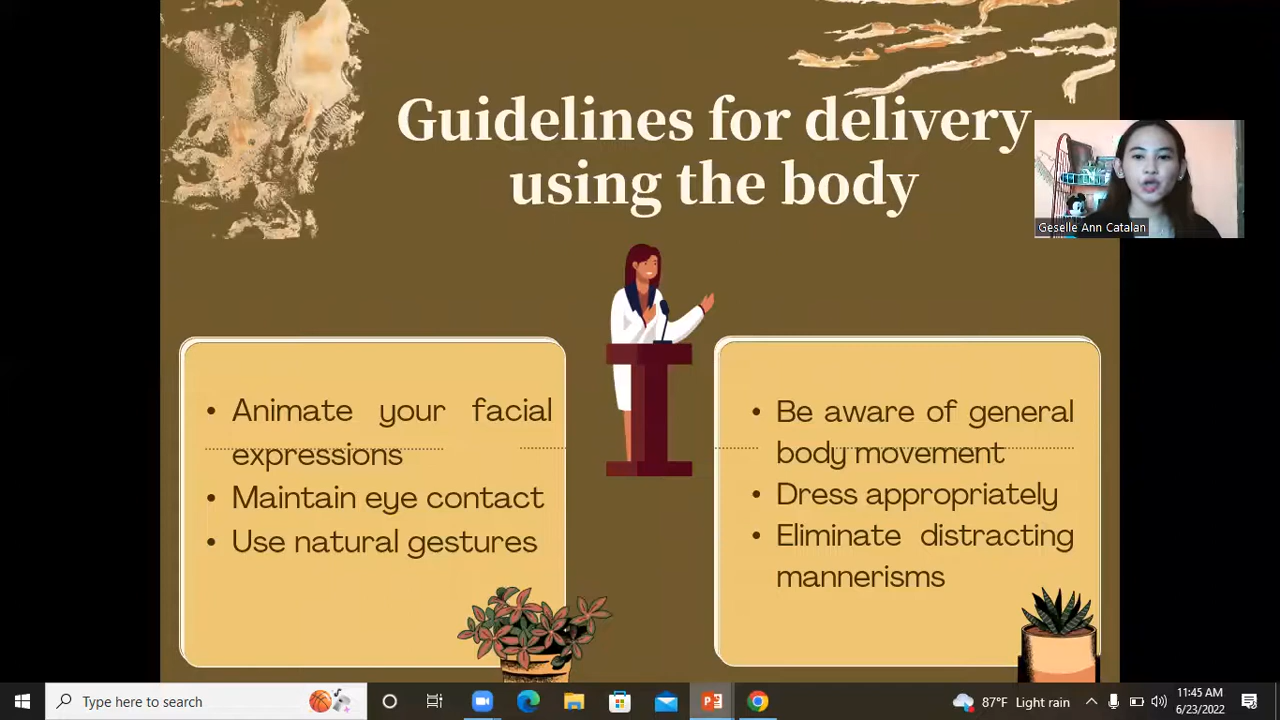 Guidelines for delivery
using the body
Geselle Ann Catalan
• Animate your facial
expressions
• Maintain eye contact
• Use natural gestures
• Be aware of general
body movement
• Dress appropriately
• Eliminate distracting
mannerisms
Type here to search
87°F Light rain
11:45 AM
6/23/2022